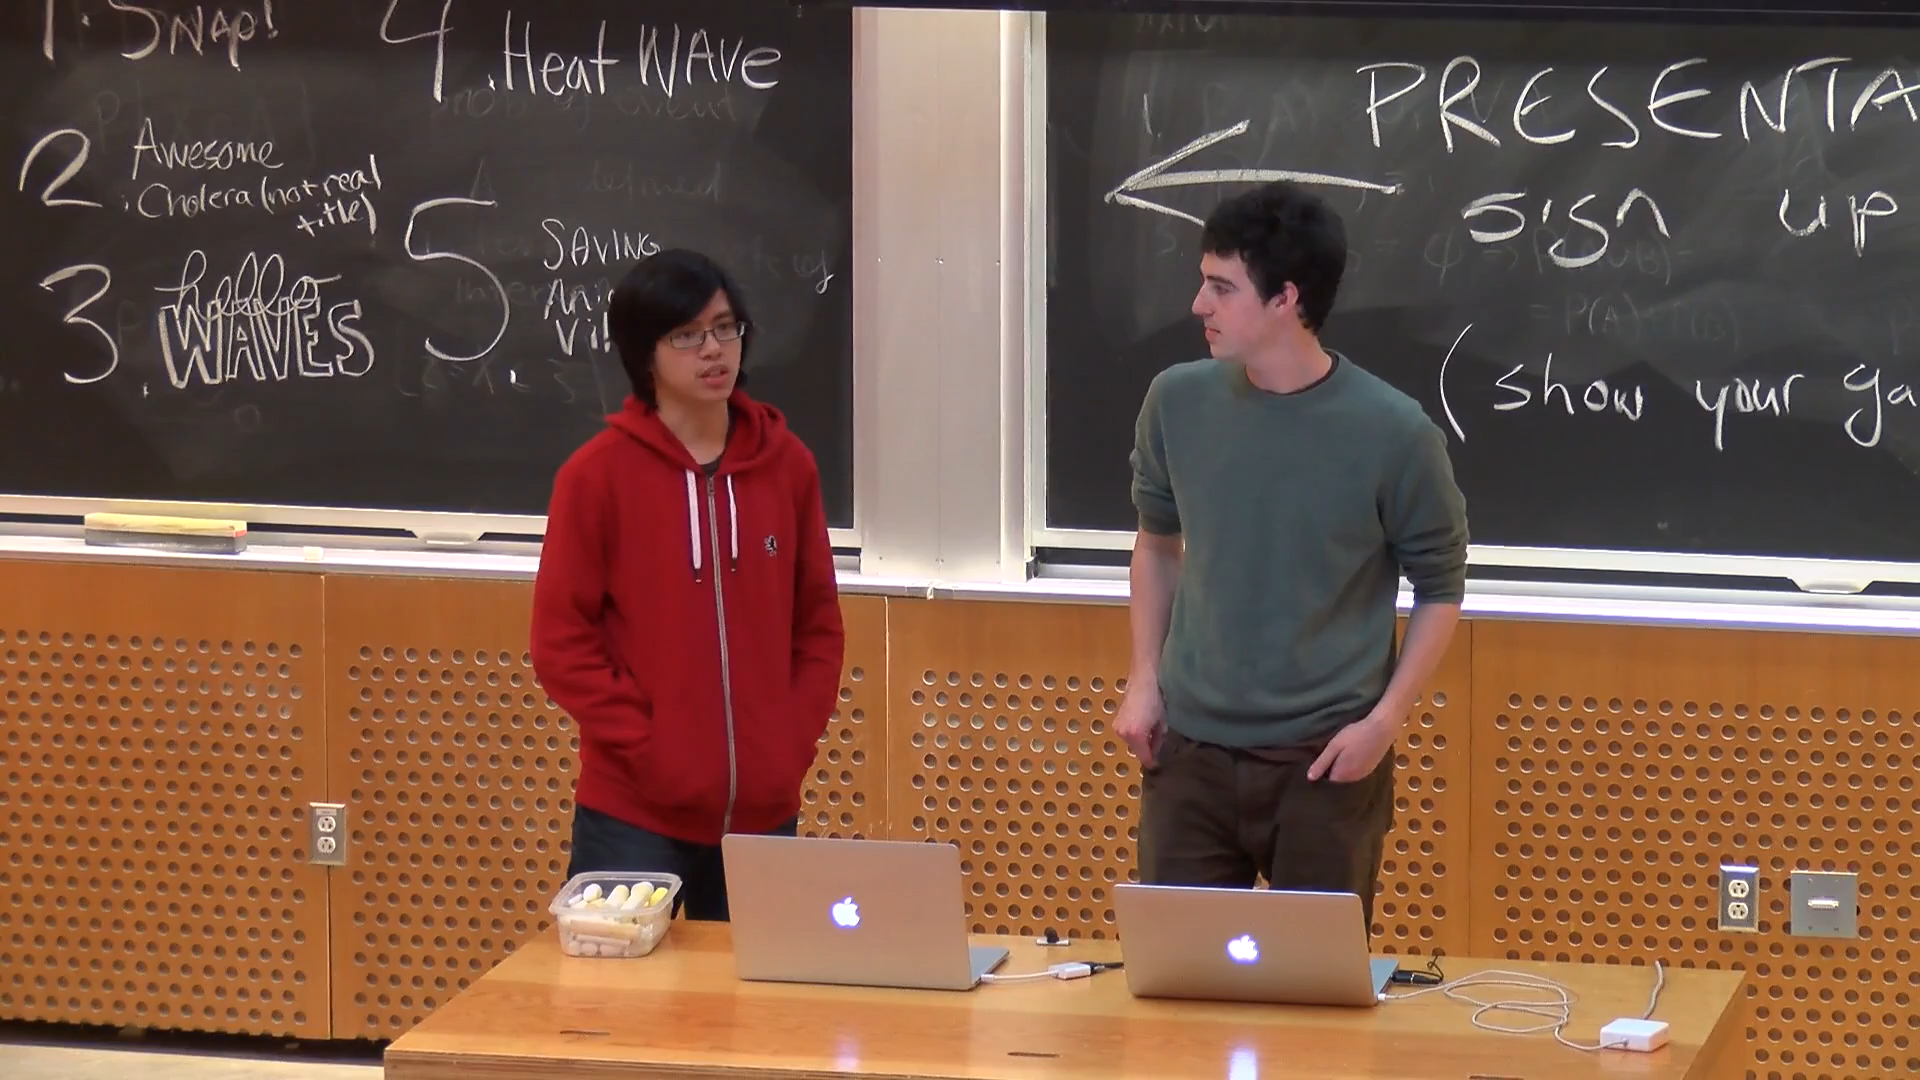 1. SNAP!
2 Awesome
: Cholera (not real
title)
3. hello
WAVES
4. Heat WAVE
5. SAVING
PRESENTA
sign up
(show your ga